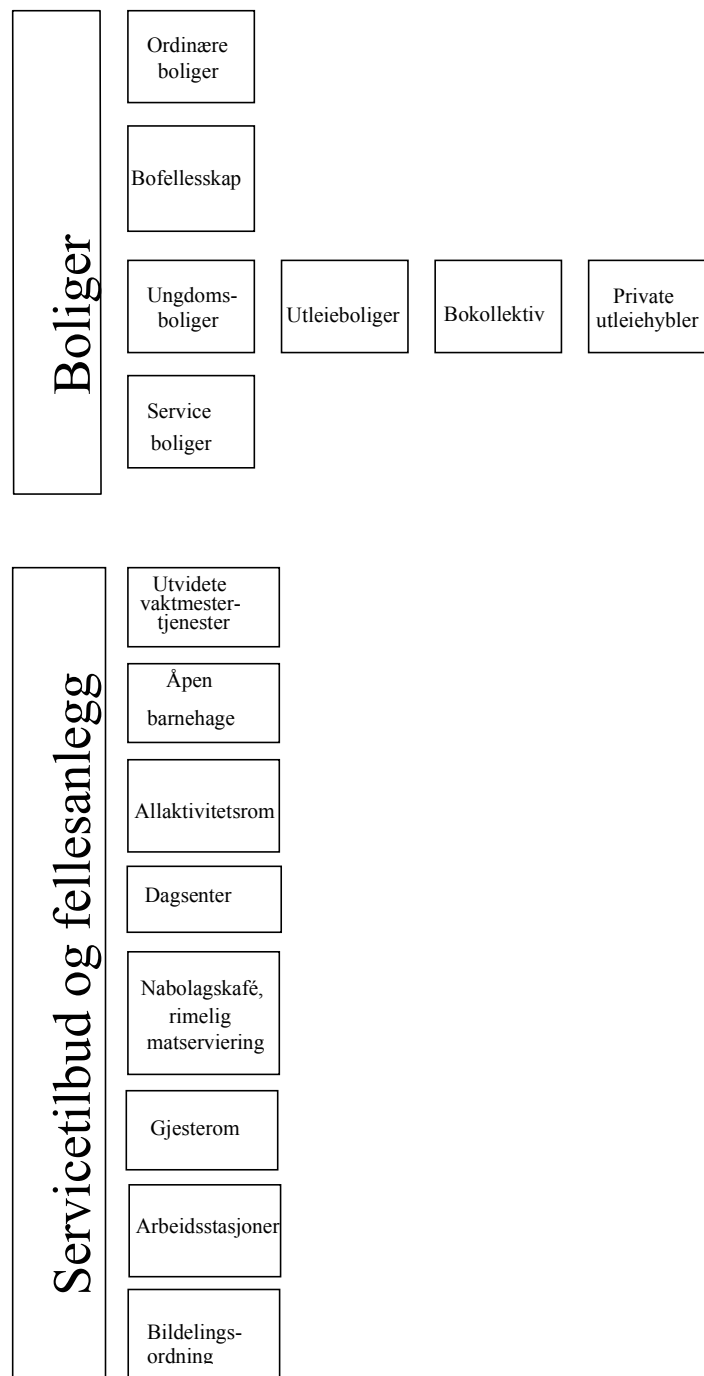 Boliger
Ordinære
boliger
Bofellesskap
Ungdoms-
boliger
Utleieboliger
Bokollektiv
Private
utleiehybler
Service
boliger
Servicetilbud og fellesanlegg
Utvidete
vaktmester-
tjenester
Åpen
barnehage
Allaktivitetsrom
Dagsenter
Nabolagskafé,
rimelig
matserviering
Gjesterom
Arbeidsstasjoner
Bildelings-
ordning